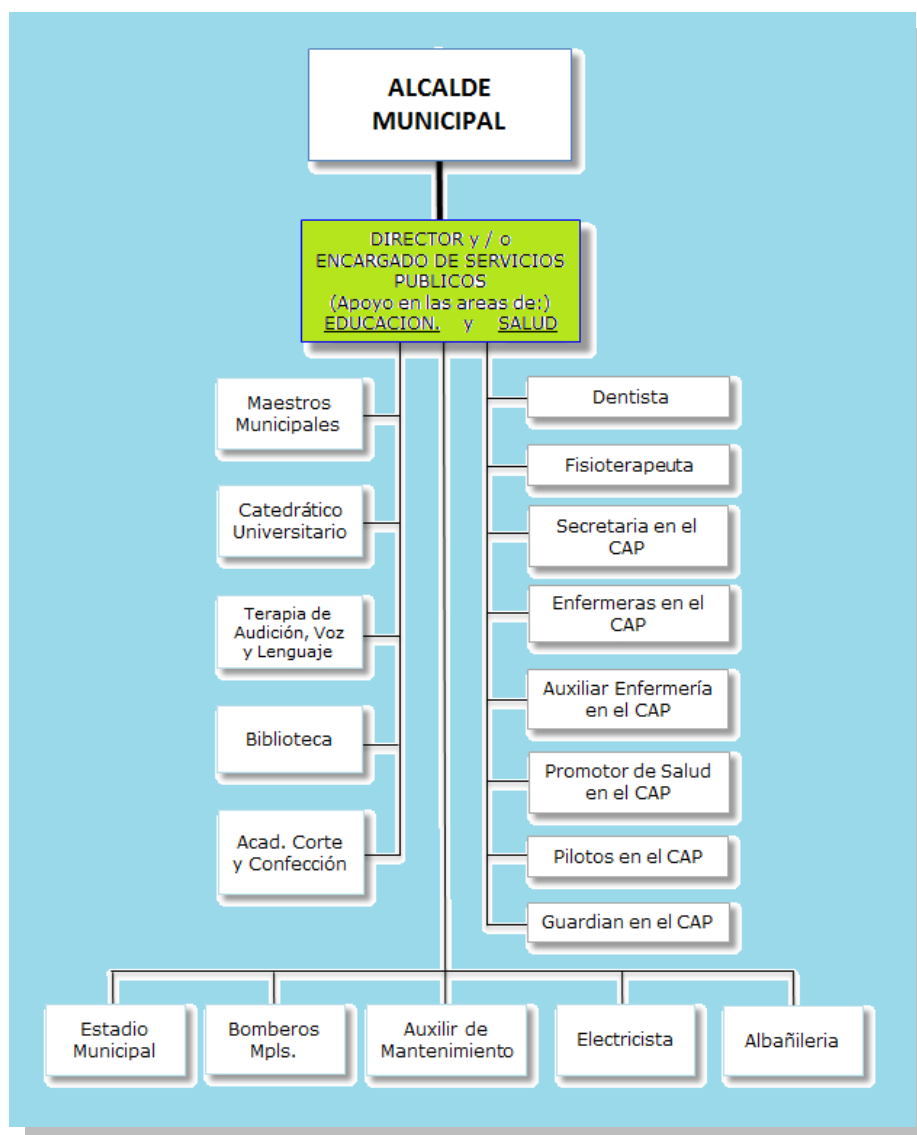 ALCALDE
MUNICIPAL
DIRECTOR y / o
ENCARGADO DE SERVICIOS
PUBLICOS
(Apoyo en las areas de:)
EDUCACION. y SALUD
Maestros
Municipales
Catedrático
Universitario
Terapia de
Audición, Voz
y Lenguaje
Biblioteca
Acad. Corte
y Confección
Dentista
Fisioterapeuta
Secretaria en el
CAP
Enfermeras en el
CAP
Auxiliar Enfermería
en el CAP
Promotor de Salud
en el CAP
Pilotos en el CAP
Guardian en el CAP
Estadio
Municipal
Bomberos
Mpls.
Auxilir de
Mantenimiento
Electricista
Albañileria